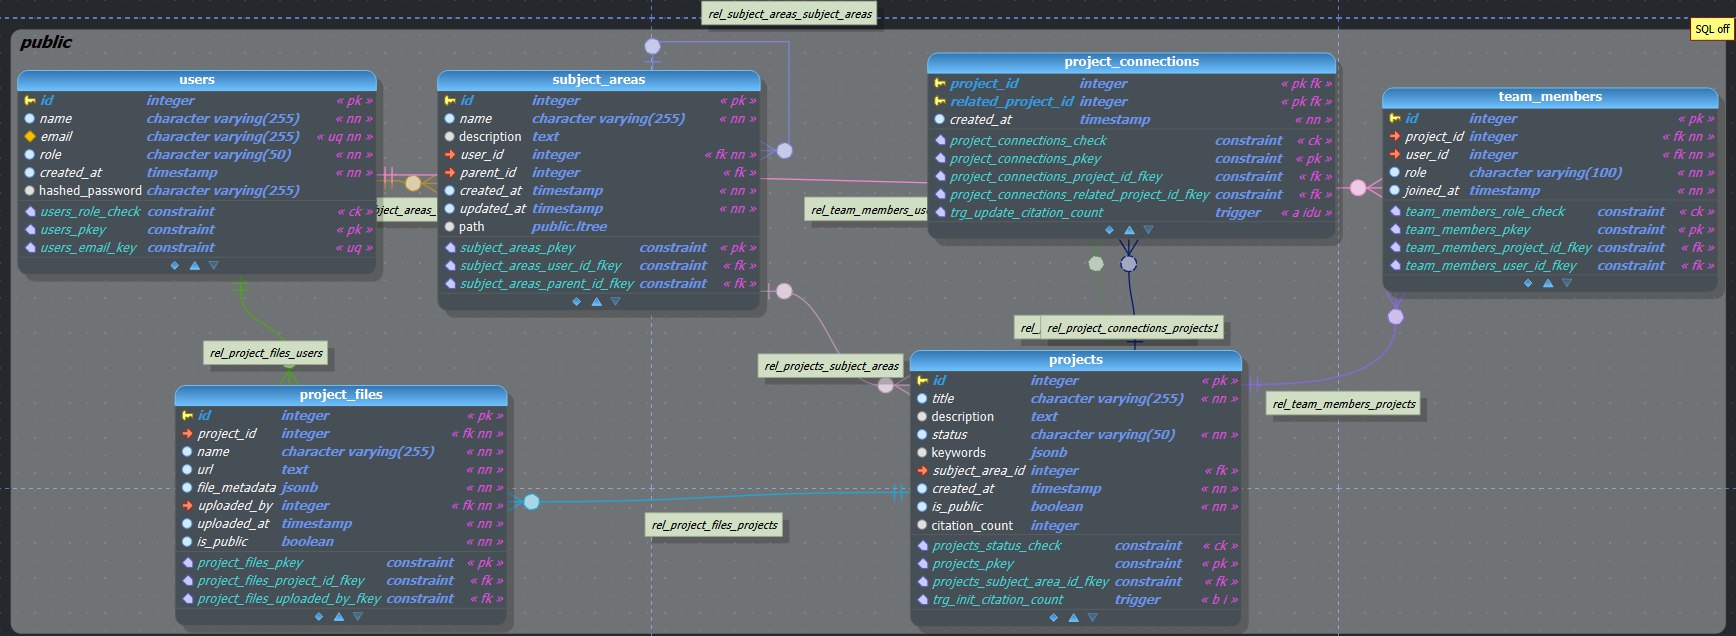 rel_subject_areas_subject_areas
SQL off
public
users
id integer « pk »
name character varying(255) « nn »
email character varying(255) « uq nn »
role character varying(50) « nn »
created_at timestamp « nn »
hashed_password character varying(255)
users_role_check constraint « ck »
users_pkey constraint « pk »
users_email_key constraint « uq »
subject_areas
id integer « pk »
name character varying(255) « nn »
description text
user_id integer « fk nn »
parent_id integer « fk »
created_at timestamp « nn »
updated_at timestamp « nn »
path public.ltree
subject_areas_pkey constraint « pk »
subject_areas_user_id_fkey constraint « fk »
subject_areas_parent_id_fkey constraint « fk »
project_connections
project_id integer « pk fk »
related_project_id integer « pk fk »
created_at timestamp « nn »
project_connections_check constraint « ck »
project_connections_pkey constraint « pk »
project_connections_project_id_fkey constraint « fk »
project_connections_related_project_id_fkey constraint « fk »
trg_update_citation_count trigger « a idu »
team_members
id integer « pk »
project_id integer « fk nn »
user_id integer « fk nn »
role character varying(100) « nn »
joined_at timestamp « nn »
team_members_role_check constraint « ck »
team_members_pkey constraint « pk »
team_members_project_id_fkey constraint « fk »
team_members_user_id_fkey constraint « fk »
ject_areas_
rel_team_members_us
rel_project_files_users
rel_ rel_project_connections_projects1
rel_projects_subject_areas
rel_team_members_projects
project_files
id integer « pk »
project_id integer « fk nn »
name character varying(255) « nn »
url text « nn »
file_metadata jsonb « nn »
uploaded_by integer « fk nn »
uploaded_at timestamp « nn »
is_public boolean « nn »
project_files_pkey constraint « pk »
project_files_project_id_fkey constraint « fk »
project_files_uploaded_by_fkey constraint « fk »
rel_project_files_projects
projects
id integer « pk »
title character varying(255) « nn »
description text
status character varying(50) « nn »
keywords jsonb
subject_area_id integer « fk »
created_at timestamp « nn »
is_public boolean « nn »
citation_count integer
projects_status_check constraint « ck »
projects_pkey constraint « pk »
projects_subject_area_id_fkey constraint « fk »
trg_init_citation_count trigger « b i »